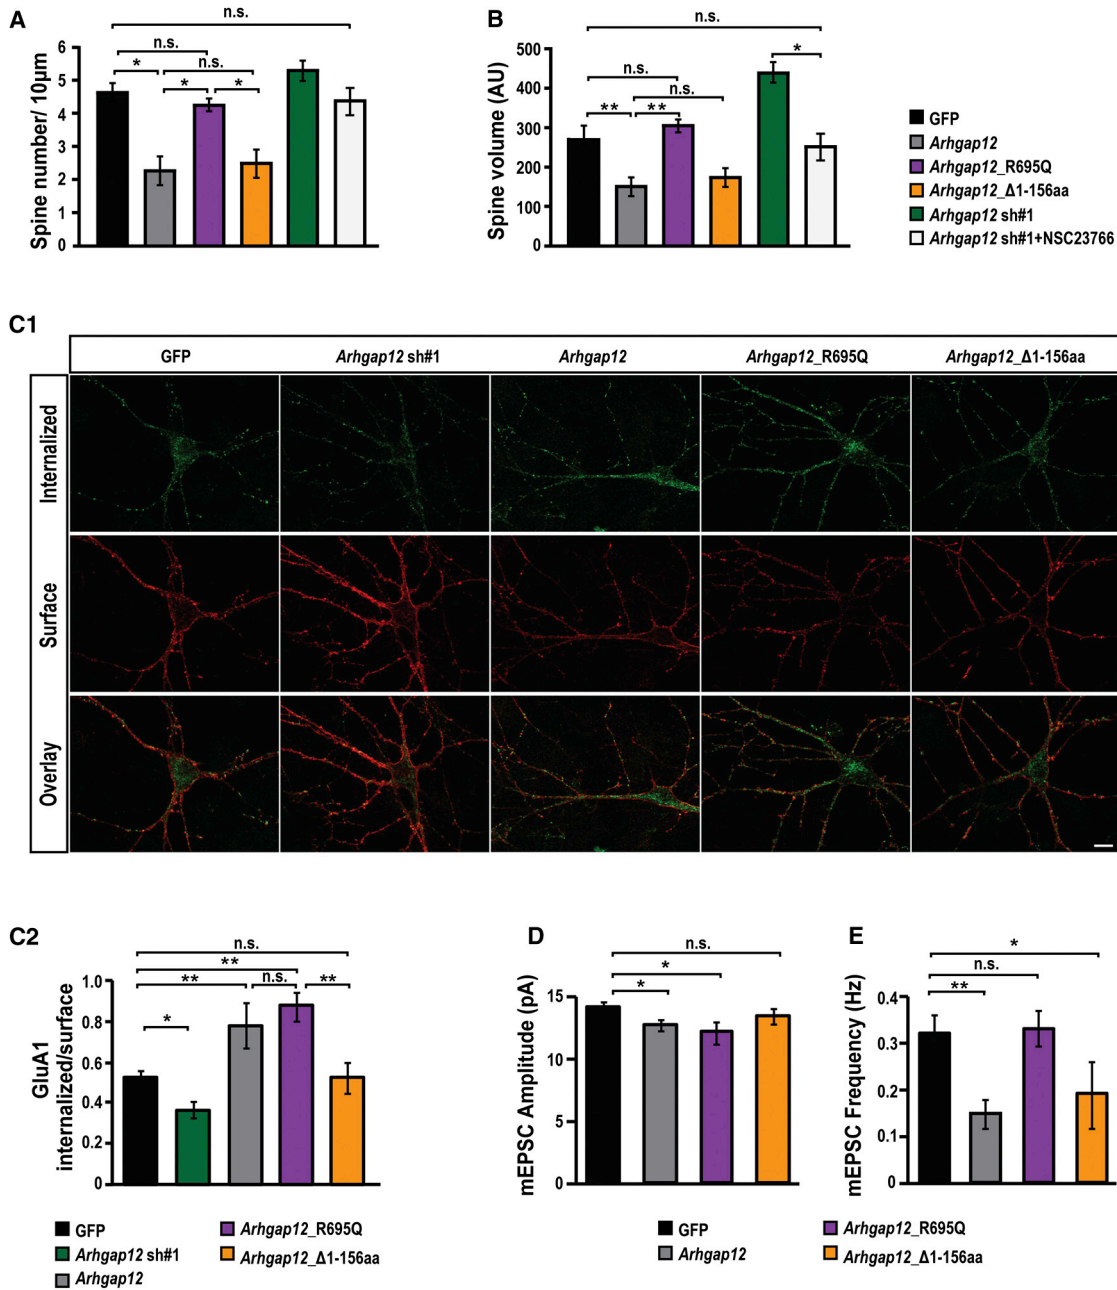 A
n.s.
n.s.
* n.s.
* *
Spine number/ 10µm
6
5
4
3
2
1
0
B
n.s.
*
n.s.
n.s.
** **
Spine volume (AU)
500
400
300
200
100
0
GFP
Arhgap12
Arhgap12_R695Q
Arhgap12_Δ1-156aa
Arhgap12 sh#1
Arhgap12 sh#1+NSC23766
C1
GFP
Arhgap12 sh#1
Arhgap12
Arhgap12_R695Q
Arhgap12_Δ1-156aa
Internalized
Surface
Overlay
C2
n.s.
**
** n.s. **
*
GluA1
internalized/surface
1.0
0.8
0.6
0.4
0.2
0
GFP
Arhgap12 sh#1
Arhgap12
Arhgap12_R695Q
Arhgap12_Δ1-156aa
D
n.s.
*
*
mEPSC Amplitude (pA)
15
10
5
0
E
*
n.s.
**
mEPSC Frequency (Hz)
0.4
0.3
0.2
0.1
0
GFP
Arhgap12
Arhgap12_R695Q
Arhgap12_Δ1-156aa